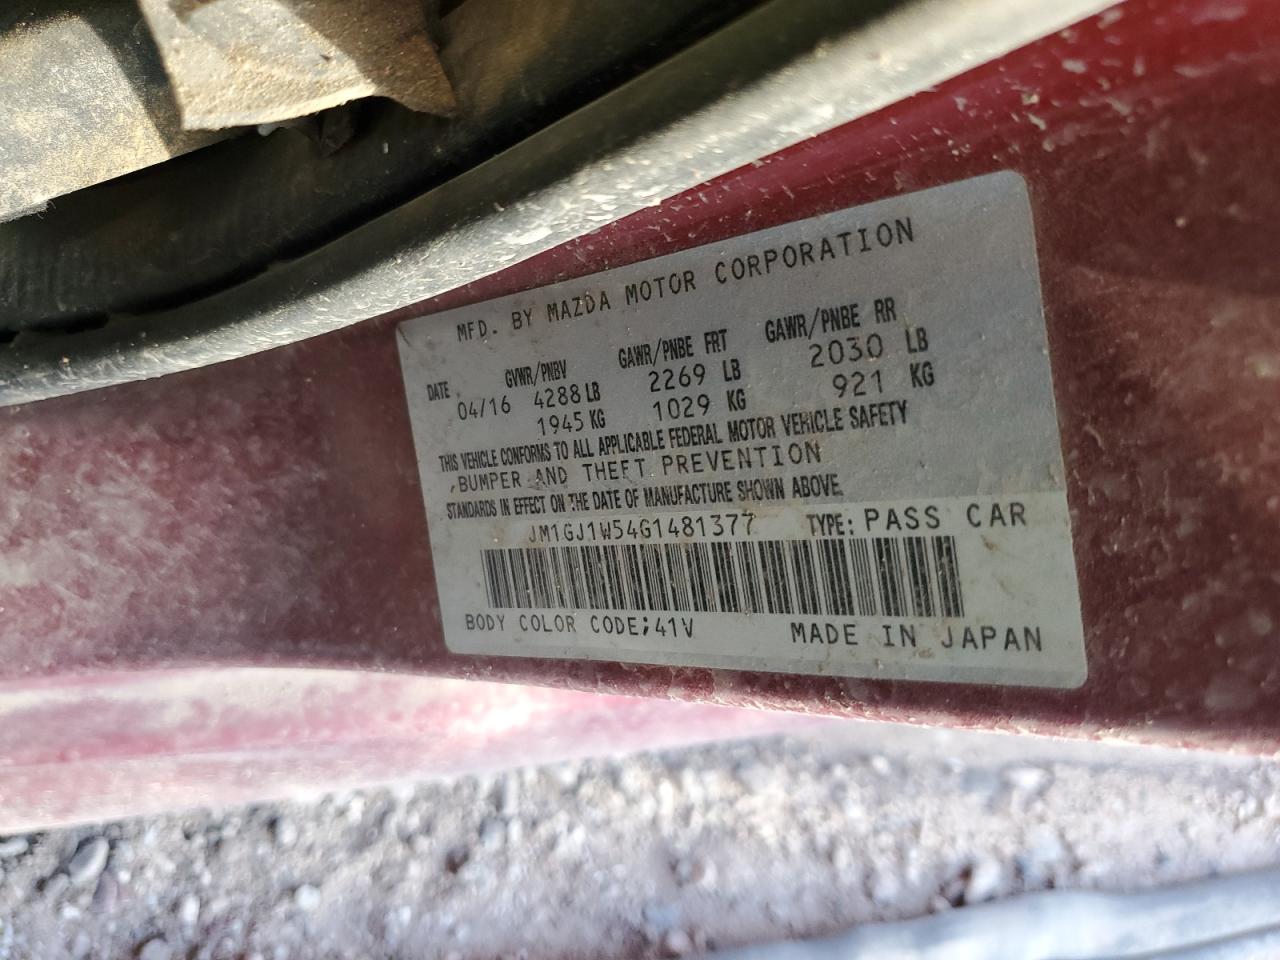 MFD. BY MAZDA MOTOR CORPORATION
DATE GVWR/PNBV GAWR/PNBE FRT GAWR/PNBE RR
04/16 4288 LB 2269 LB 2030 LB
1945 KG 1029 KG 921 KG
THIS VEHICLE CONFORMS TO ALL APPLICABLE FEDERAL MOTOR VEHICLE SAFETY
,BUMPER AND THEFT PREVENTION
STANDARDS IN EFFECT ON THE DATE OF MANUFACTURE SHOWN ABOVE.
JM1GJ1W54G1481377 TYPE: PASS CAR
BODY COLOR CODE;41V MADE IN JAPAN